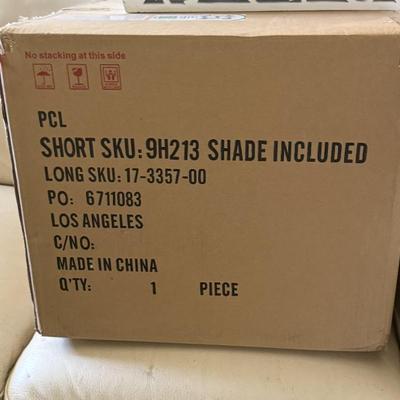 No stacking at this side
PCL
SHORT SKU: 9H213 SHADE INCLUDED
LONG SKU: 17-3357-00
PO: 6711083
LOS ANGELES
C/NO:
MADE IN CHINA
Q'TY: 1 PIECE